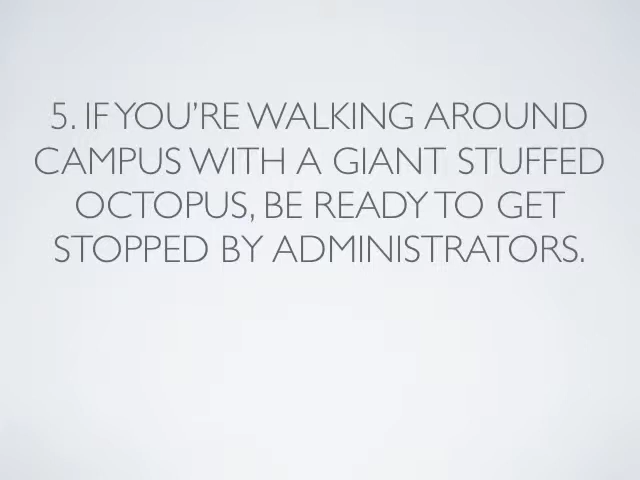 5. IF YOU’RE WALKING AROUND
CAMPUS WITH A GIANT STUFFED
OCTOPUS, BE READY TO GET
STOPPED BY ADMINISTRATORS.